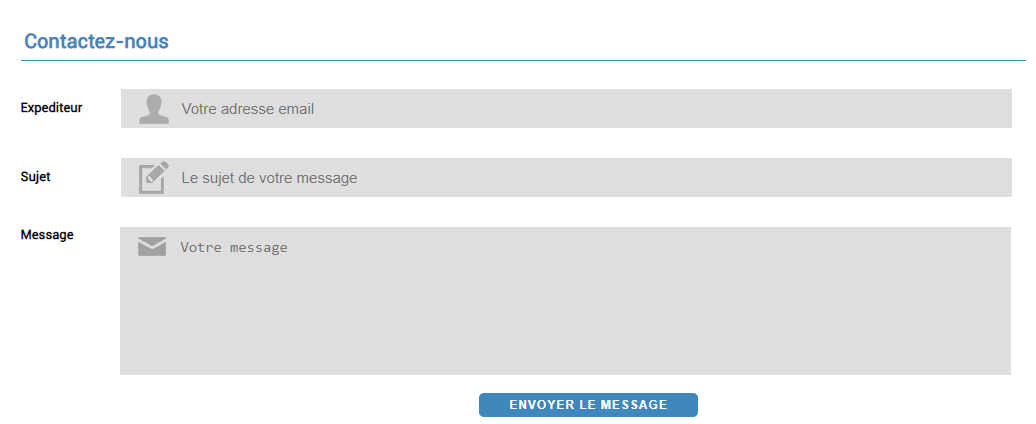 Contactez-nous
Expediteur
Votre adresse email
Sujet
Le sujet de votre message
Message
Votre message
ENVOYER LE MESSAGE